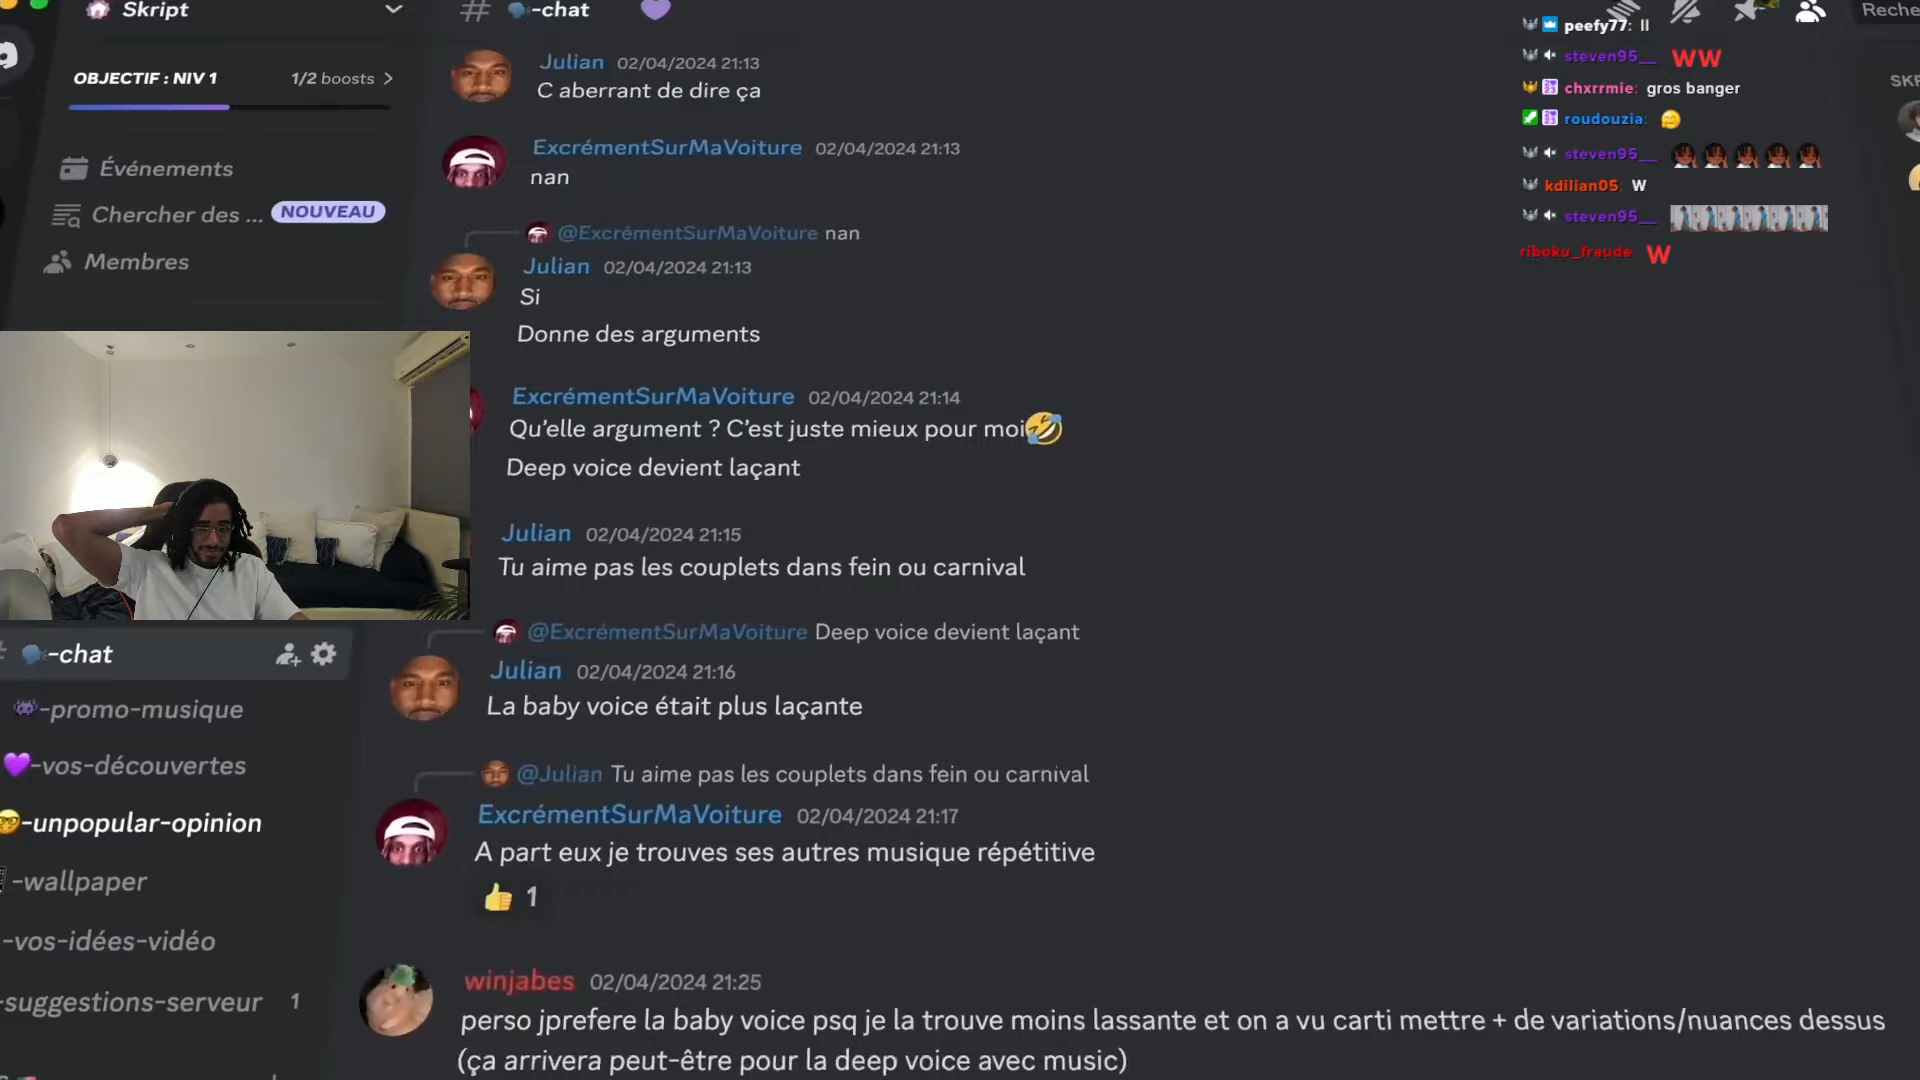 Skript
OBJECTIF : NIV 1
1/2 boosts
Événements
Chercher des ...
NOUVEAU
Membres
-chat
-promo-musique
-vos-découvertes
-unpopular-opinion
-wallpaper
-vos-idées-vidéo
-suggestions-serveur 1
# -chat
Julian 02/04/2024 21:13
C aberrant de dire ça
ExcrémentSurMaVoiture 02/04/2024 21:13
nan
@ExcrémentSurMaVoiture nan
Julian 02/04/2024 21:13
Si
Donne des arguments
ExcrémentSurMaVoiture 02/04/2024 21:14
Qu'elle argument ? C'est juste mieux pour moi🤣
Deep voice devient laçant
Julian 02/04/2024 21:15
Tu aime pas les couplets dans fein ou carnival
@ExcrémentSurMaVoiture Deep voice devient laçant
Julian 02/04/2024 21:16
La baby voice était plus laçante
@Julian Tu aime pas les couplets dans fein ou carnival
ExcrémentSurMaVoiture 02/04/2024 21:17
A part eux je trouves ses autres musique répétitive
👍 1
winjabes 02/04/2024 21:25
perso jprefere la baby voice psq je la trouve moins lassante et on a vu carti mettre + de variations/nuances dessus
(ça arrivera peut-être pour la deep voice avec music)
Reche
SKR
peefy77: ll
steven95__ WW
chxrrmie: gros banger
roudouzia: 🤗
steven95__
kdilian05: W
steven95__
riboku_fraude W